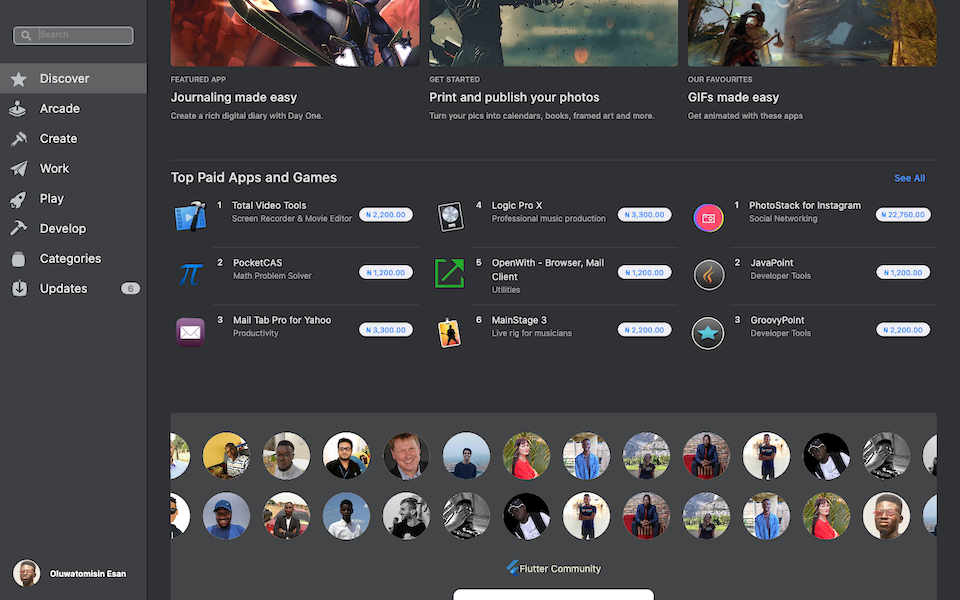 Search
Discover
Arcade
Create
Work
Play
Develop
Categories
Updates 6
Oluwatomisin Esan
FEATURED APP
Journaling made easy
Create a rich digital diary with Day One.
GET STARTED
Print and publish your photos
Turn your pics into calendars, books, framed art and more.
OUR FAVOURITES
GIFs made easy
Get animated with these apps
Top Paid Apps and Games
See All
1 Total Video Tools
Screen Recorder & Movie Editor
₦ 2,200.00
2 PocketCAS
Math Problem Solver
₦ 1,200.00
3 Mail Tab Pro for Yahoo
Productivity
₦ 3,300.00
4 Logic Pro X
Professional music production
₦ 3,300.00
5 OpenWith - Browser, Mail
Client
Utilities
₦ 1,200.00
6 MainStage 3
Live rig for musicians
₦ 2,200.00
1 PhotoStack for Instagram
Social Networking
₦ 22,750.00
2 JavaPoint
Developer Tools
₦ 1,200.00
3 GroovyPoint
Developer Tools
₦ 2,200.00
Flutter Community